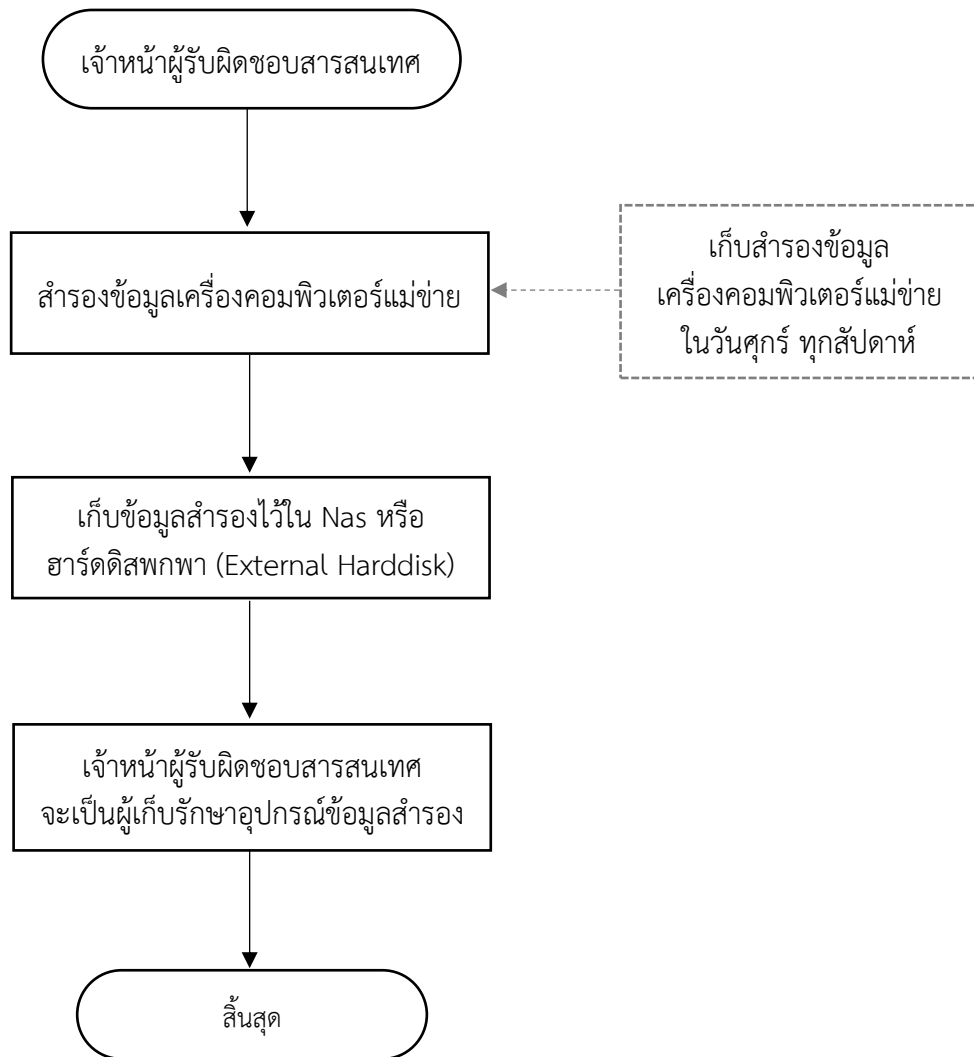 เจ้าหน้าผู้รับผิดชอบสารสนเทศ
สำรองข้อมูลเครื่องคอมพิวเตอร์แม่ข่าย
เก็บสำรองข้อมูล
เครื่องคอมพิวเตอร์แม่ข่าย
ในวันศุกร์ ทุกสัปดาห์
เก็บข้อมูลสำรองไว้ใน Nas หรือ
ฮาร์ดดิสพกพา (External Harddisk)
เจ้าหน้าผู้รับผิดชอบสารสนเทศ
จะเป็นผู้เก็บรักษาอุปกรณ์ข้อมูลสำรอง
สิ้นสุด